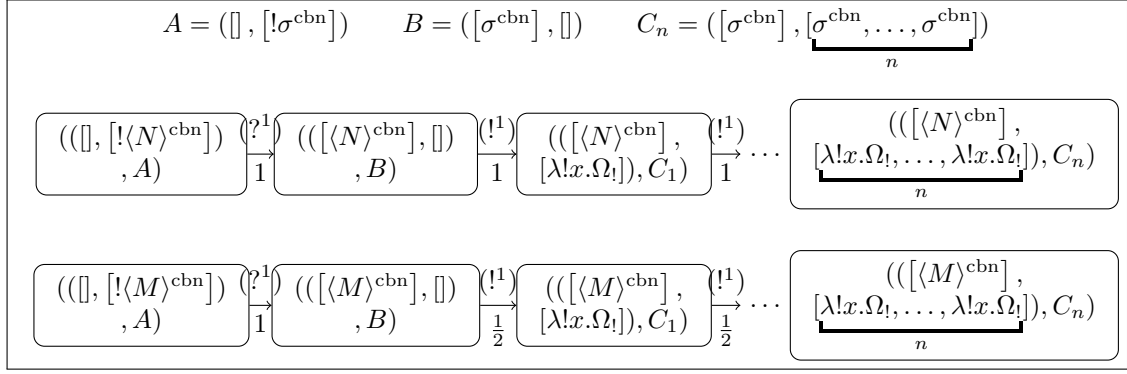 A = ([] , [!σ^cbn])     B = ([σ^cbn] , [])     C_n = ([σ^cbn] , [σ^cbn, . . . , σ^cbn])
n
(([], [!⟨N⟩^cbn]) , A) (?^1) 1 (([⟨N⟩^cbn], []) , B) (!^1) 1 (([⟨N⟩^cbn] , [λ!x.Ω_!]), C_1) (!^1) 1 · · · (([⟨N⟩^cbn] , [λ!x.Ω_!, . . . , λ!x.Ω_!]), C_n)
n
(([], [!⟨M⟩^cbn]) , A) (?^1) 1 (([⟨M⟩^cbn], []) , B) (!^1) 1/2 (([⟨M⟩^cbn] , [λ!x.Ω_!]), C_1) (!^1) 1/2 · · · (([⟨M⟩^cbn] , [λ!x.Ω_!, . . . , λ!x.Ω_!]), C_n)
n